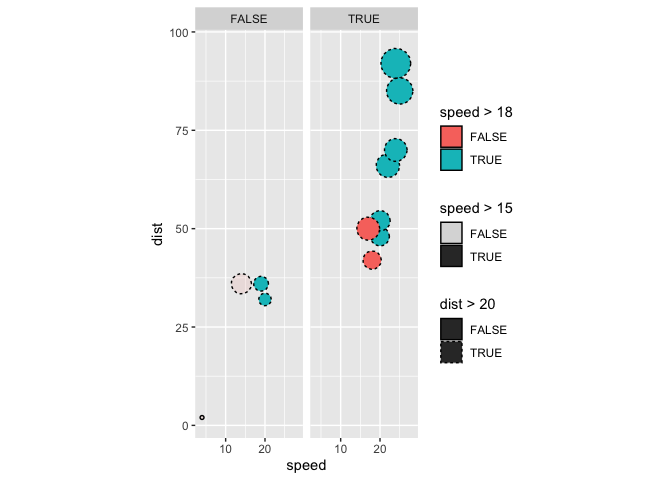 FALSE TRUE
100
75
50
25
0
dist
10 20 10 20
speed
speed > 18
FALSE
TRUE
speed > 15
FALSE
TRUE
dist > 20
FALSE
TRUE